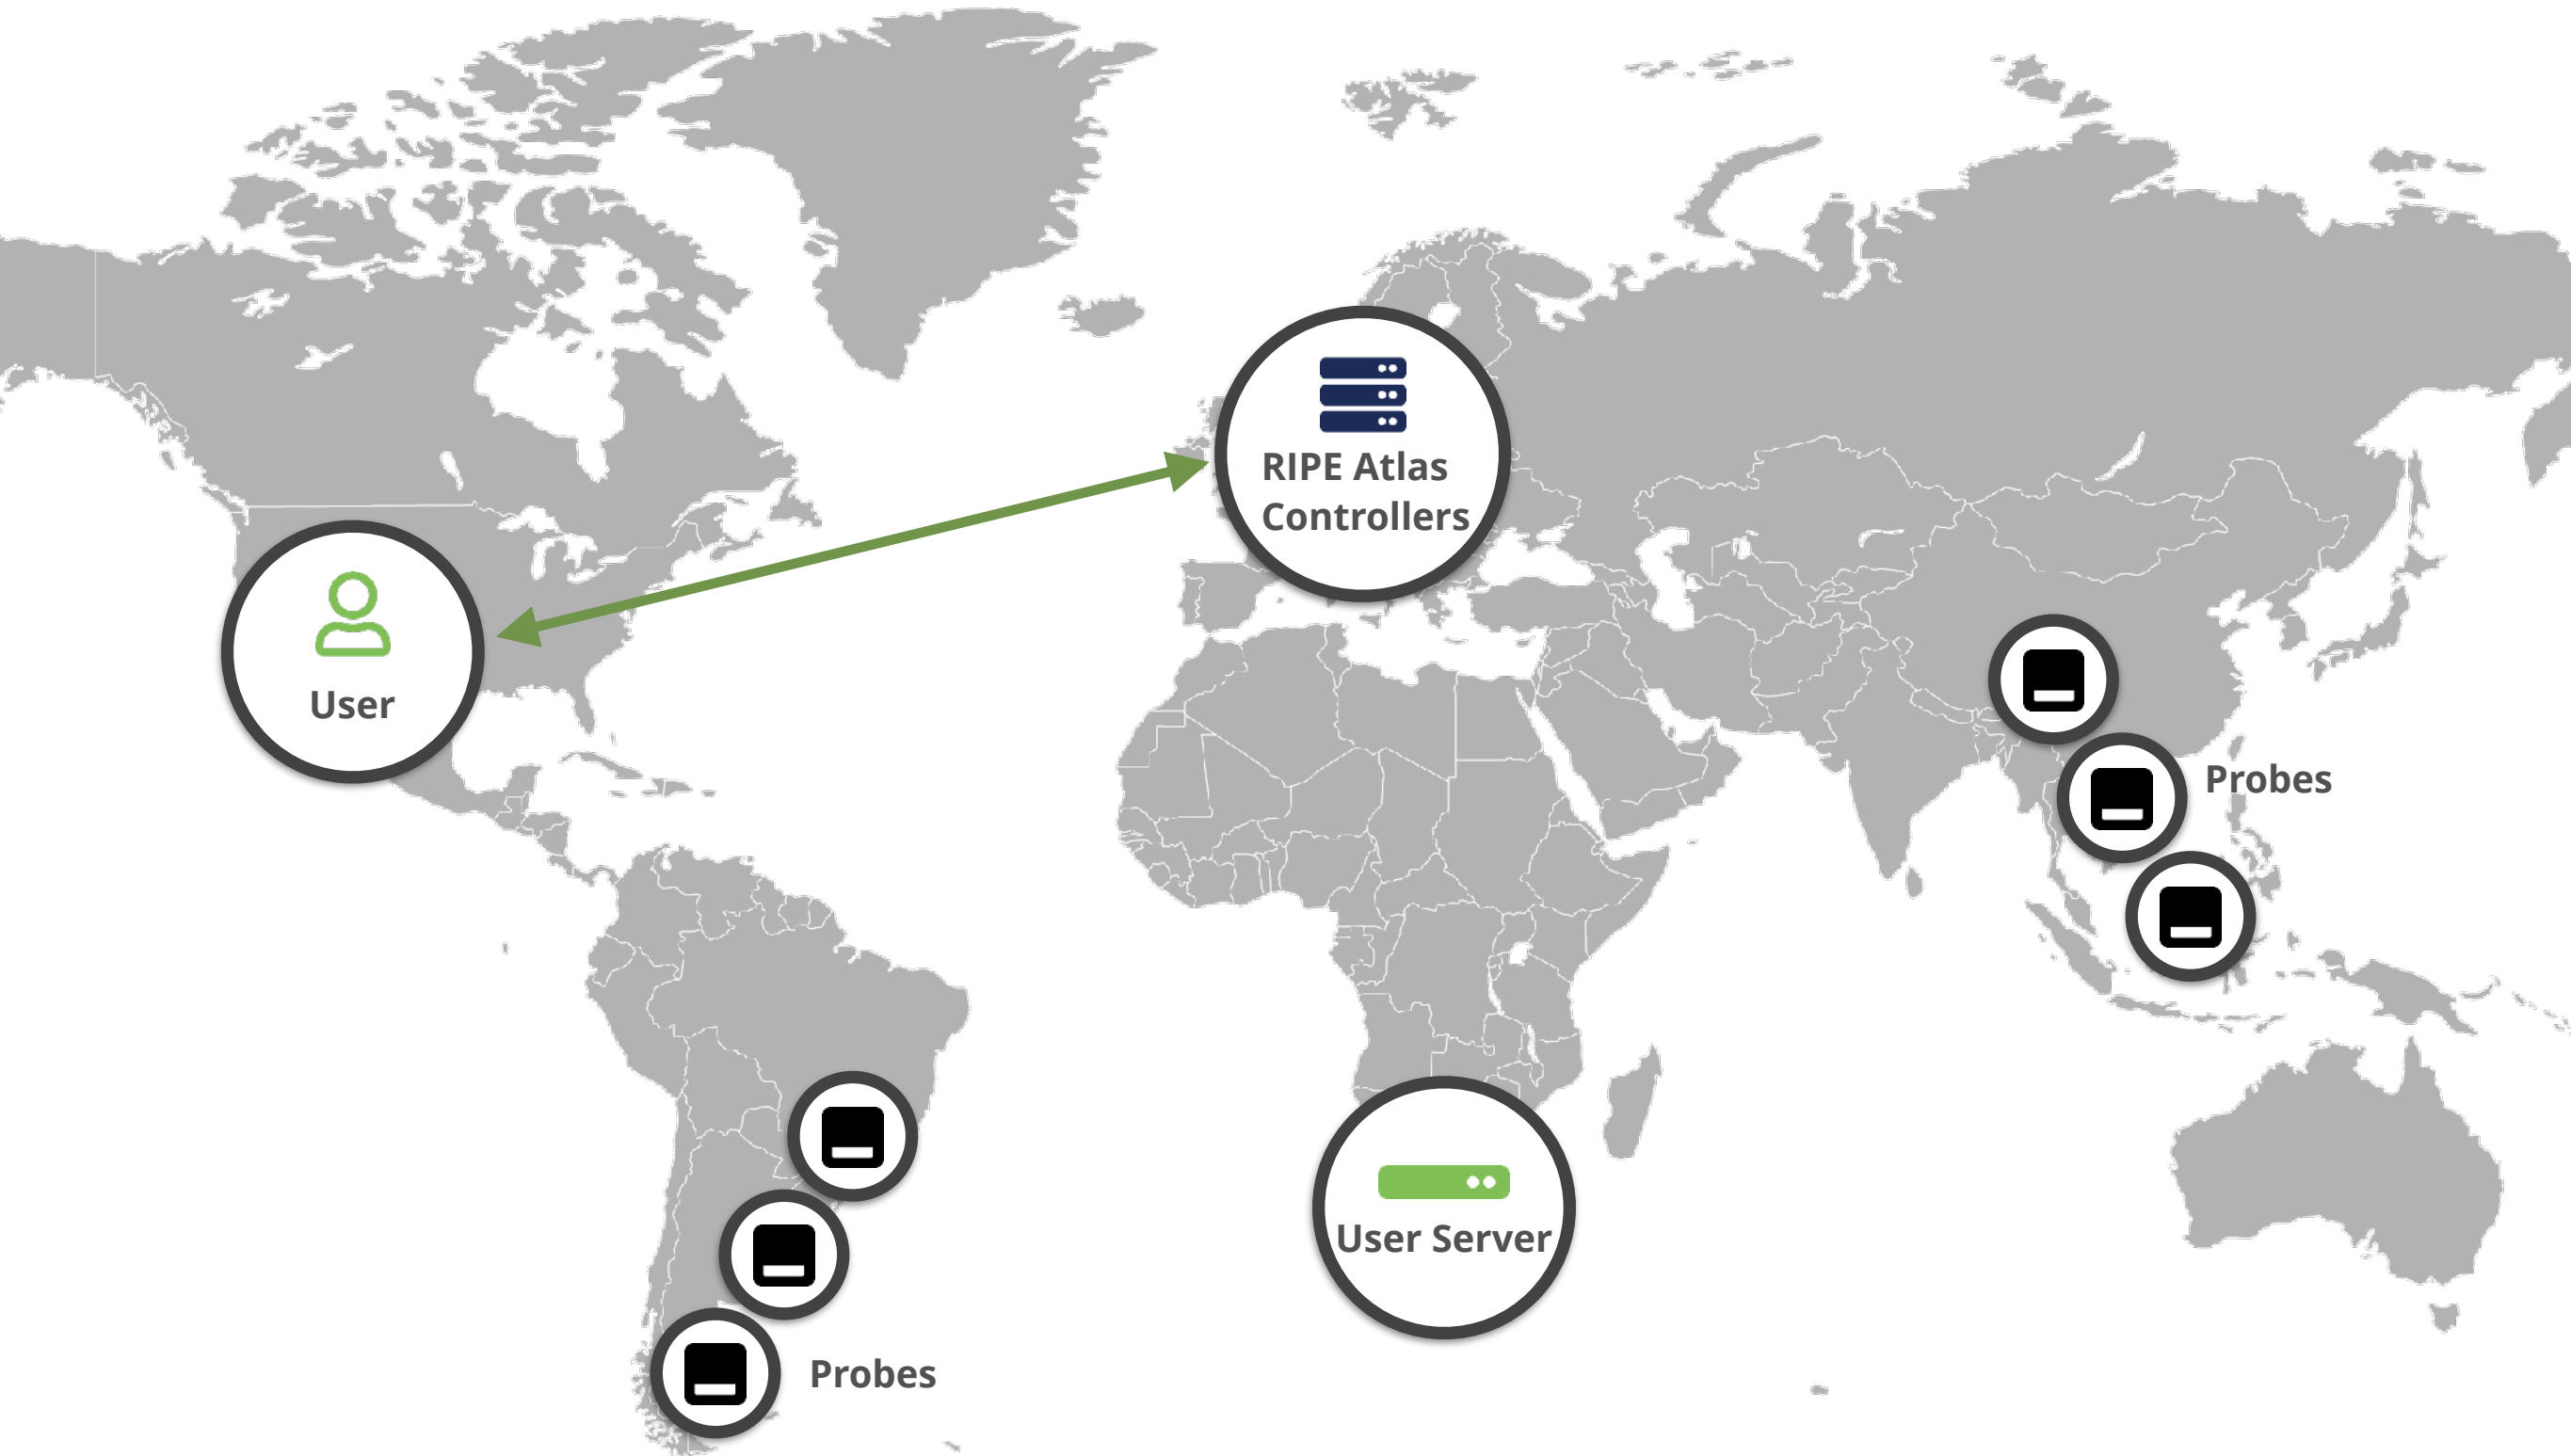 RIPE Atlas
Controllers
User
Probes
User Server
Probes